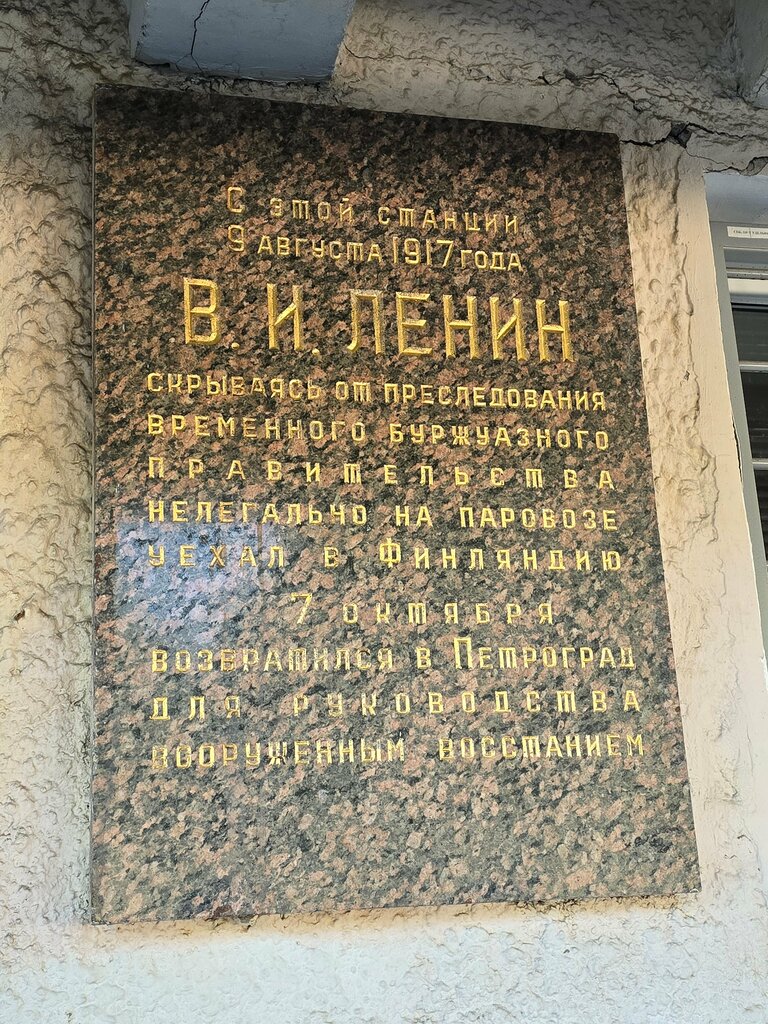 С этой станции
9 августа 1917 года
В. И. ЛЕНИН
скрываясь от преследования
временного буржуазного
правительства
нелегально на паровозе
уехал в Финляндию
7 октября
возвратился в Петроград
для руководства
вооруженным восстанием